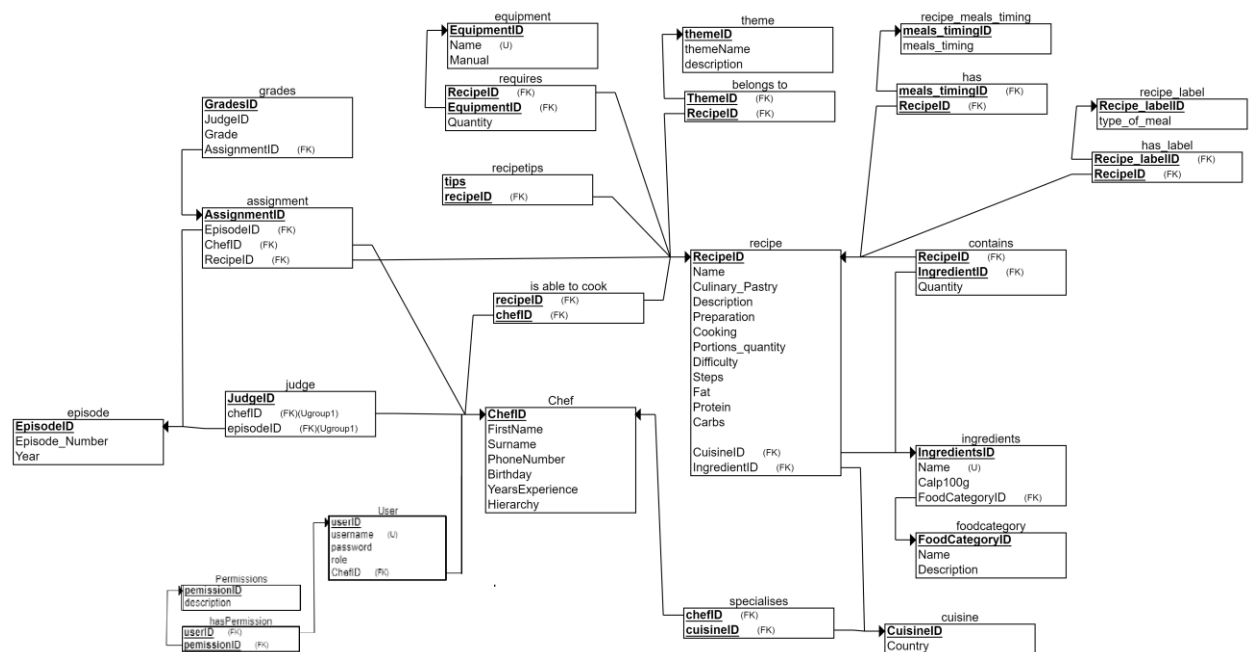 equipment
EquipmentID
Name (U)
Manual
theme
themeID
themeName
description
recipe_meals_timing
meals_timingID
meals_timing
requires
RecipeID (FK)
EquipmentID (FK)
Quantity
belongs to
ThemeID (FK)
RecipeID (FK)
has
meals_timingID (FK)
RecipeID (FK)
recipe_label
Recipe_labelID
type_of_meal
has_label
Recipe_labelID (FK)
RecipeID (FK)
grades
GradesID
JudgeID
Grade
AssignmentID (FK)
recipetips
tips
recipeID (FK)
assignment
AssignmentID
EpisodeID (FK)
ChefID (FK)
RecipeID (FK)
recipe
RecipeID
Name
Culinary_Pastry
Description
Preparation
Cooking
Portions_quantity
Difficulty
Steps
Fat
Protein
Carbs
CuisineID (FK)
IngredientID (FK)
contains
RecipeID (FK)
IngredientID (FK)
Quantity
is able to cook
recipeID (FK)
chefID (FK)
judge
JudgeID
chefID (FK)(Ugroup1)
episodeID (FK)(Ugroup1)
episode
EpisodeID
Episode_Number
Year
Chef
ChefID
FirstName
Surname
PhoneNumber
Birthday
YearsExperience
Hierarchy
ingredients
IngredientsID
Name (U)
Calp100g
FoodCategoryID (FK)
foodcategory
FoodCategoryID
Name
Description
User
userID
username (U)
password
role
ChefID (FK)
Permissions
pemissionID
description
hasPermission
userID (FK)
pemissionID (FK)
specialises
chefID (FK)
cuisineID (FK)
cuisine
CuisineID
Country